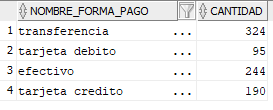 NOMBRE_FORMA_PAGO CANTIDAD
1 transferencia ... 324
2 tarjeta debito ... 95
3 efectivo ... 244
4 tarjeta credito ... 190